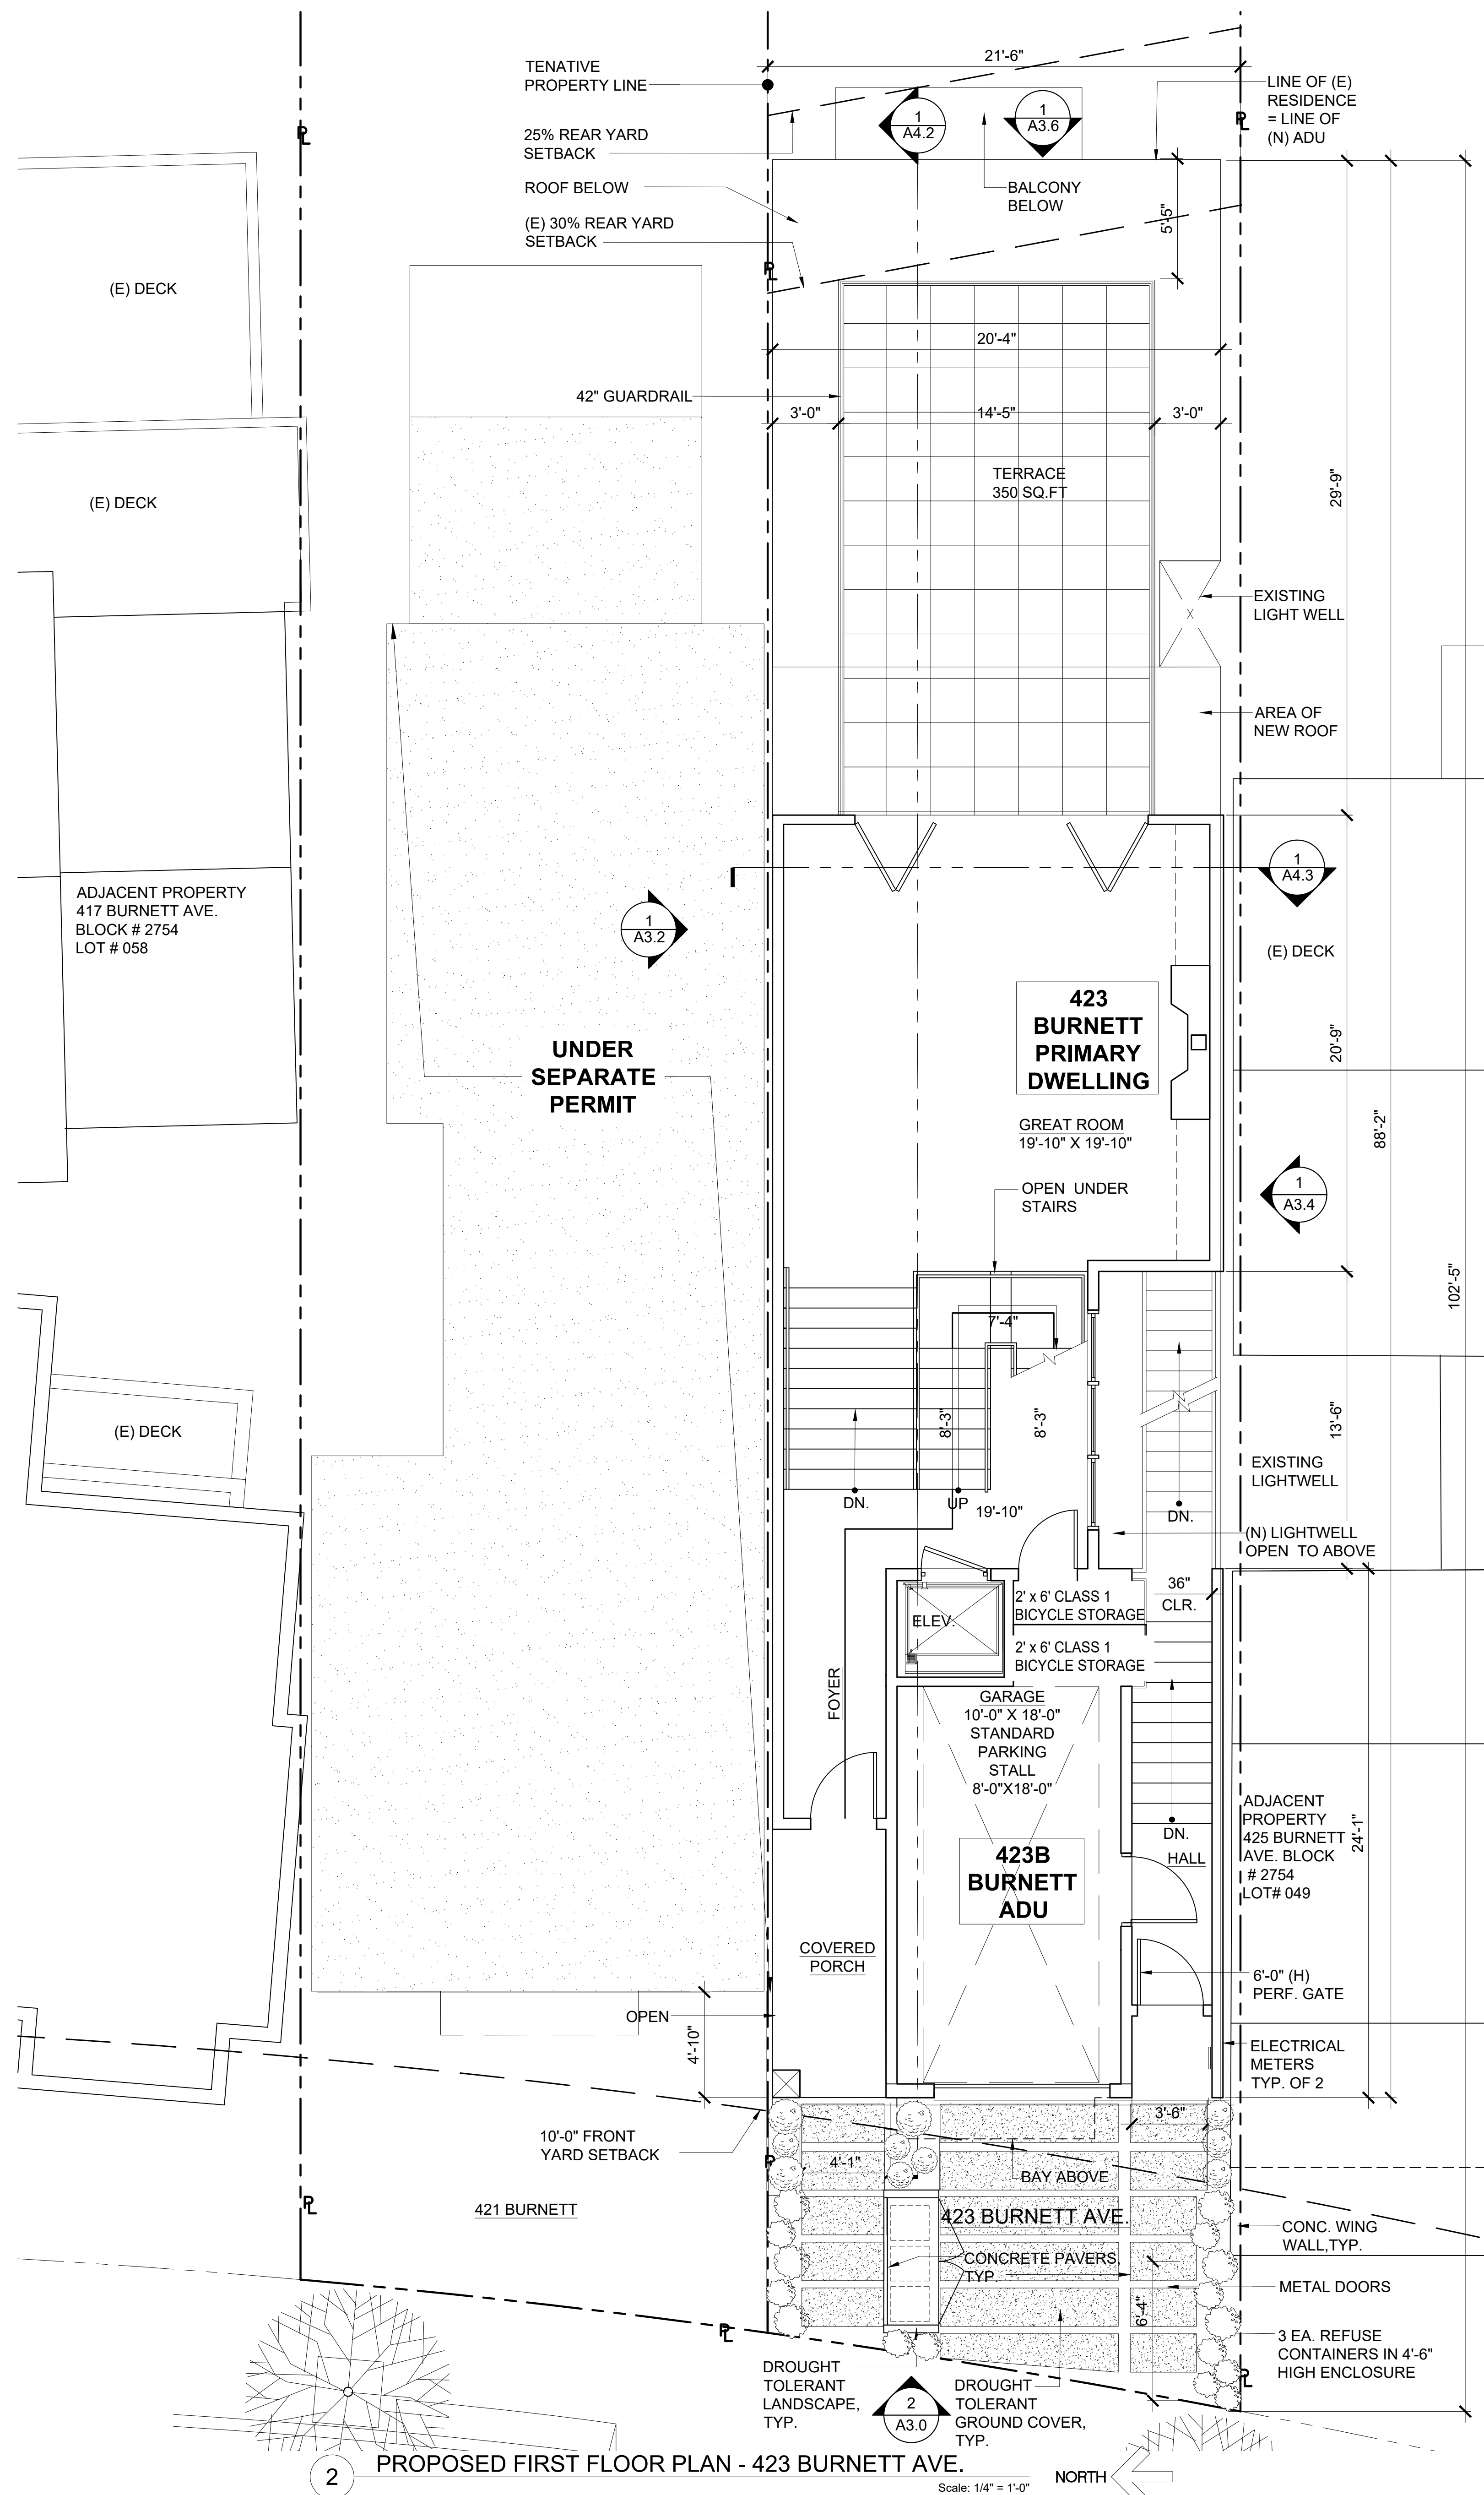 21'-6"
TENATIVE
PROPERTY LINE
LINE OF (E)
RESIDENCE
= LINE OF
(N) ADU
1
A4.2
1
A3.6
PL
PL
25% REAR YARD
SETBACK
ROOF BELOW
BALCONY
BELOW
(E) 30% REAR YARD
SETBACK
5'-5"
PL
(E) DECK
20'-4"
42" GUARDRAIL
3'-0"
14'-5"
3'-0"
TERRACE
350 SQ.FT
29'-9"
(E) DECK
EXISTING
LIGHT WELL
X
AREA OF
NEW ROOF
1
A4.3
ADJACENT PROPERTY
417 BURNETT AVE.
BLOCK # 2754
LOT # 058
1
A3.2
(E) DECK
423
BURNETT
PRIMARY
DWELLING
UNDER
SEPARATE
PERMIT
20'-9"
88'-2"
GREAT ROOM
19'-10" X 19'-10"
OPEN UNDER
STAIRS
1
A3.4
102'-5"
7'-4"
(E) DECK
8'-3"
8'-3"
13'-6"
EXISTING
LIGHTWELL
DN.
UP
19'-10"
DN.
(N) LIGHTWELL
OPEN TO ABOVE
36"
CLR.
2' x 6' CLASS 1
BICYCLE STORAGE
ELEV.
2' x 6' CLASS 1
BICYCLE STORAGE
FOYER
GARAGE
10'-0" X 18'-0"
STANDARD
PARKING
STALL
8'-0"X18'-0"
DN.
HALL
ADJACENT
PROPERTY
425 BURNETT
AVE. BLOCK
# 2754
LOT# 049
24'-1"
423B
BURNETT
ADU
COVERED
PORCH
6'-0" (H)
PERF. GATE
OPEN
4'-10"
ELECTRICAL
METERS
TYP. OF 2
3'-6"
10'-0" FRONT
YARD SETBACK
PL
4'-1"
BAY ABOVE
PL
421 BURNETT
423 BURNETT AVE.
CONC. WING
WALL,TYP.
CONCRETE PAVERS,
TYP.
METAL DOORS
6'-4"
PL
3 EA. REFUSE
CONTAINERS IN 4'-6"
HIGH ENCLOSURE
PL
DROUGHT
TOLERANT
LANDSCAPE,
TYP.
2
A3.0
DROUGHT
TOLERANT
GROUND COVER,
TYP.
2
PROPOSED FIRST FLOOR PLAN - 423 BURNETT AVE.
Scale: 1/4" = 1'-0"
NORTH